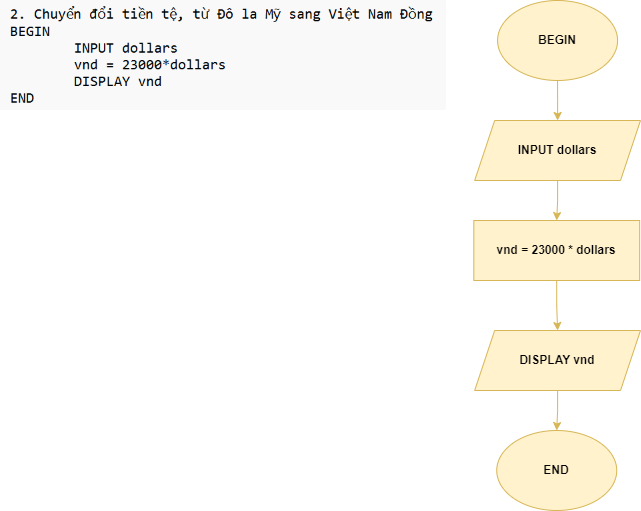 2. Chuyển đổi tiền tệ, từ Đô la Mỹ sang Việt Nam Đồng
BEGIN
INPUT dollars
vnd = 23000*dollars
DISPLAY vnd
END
BEGIN
INPUT dollars
vnd = 23000 * dollars
DISPLAY vnd
END